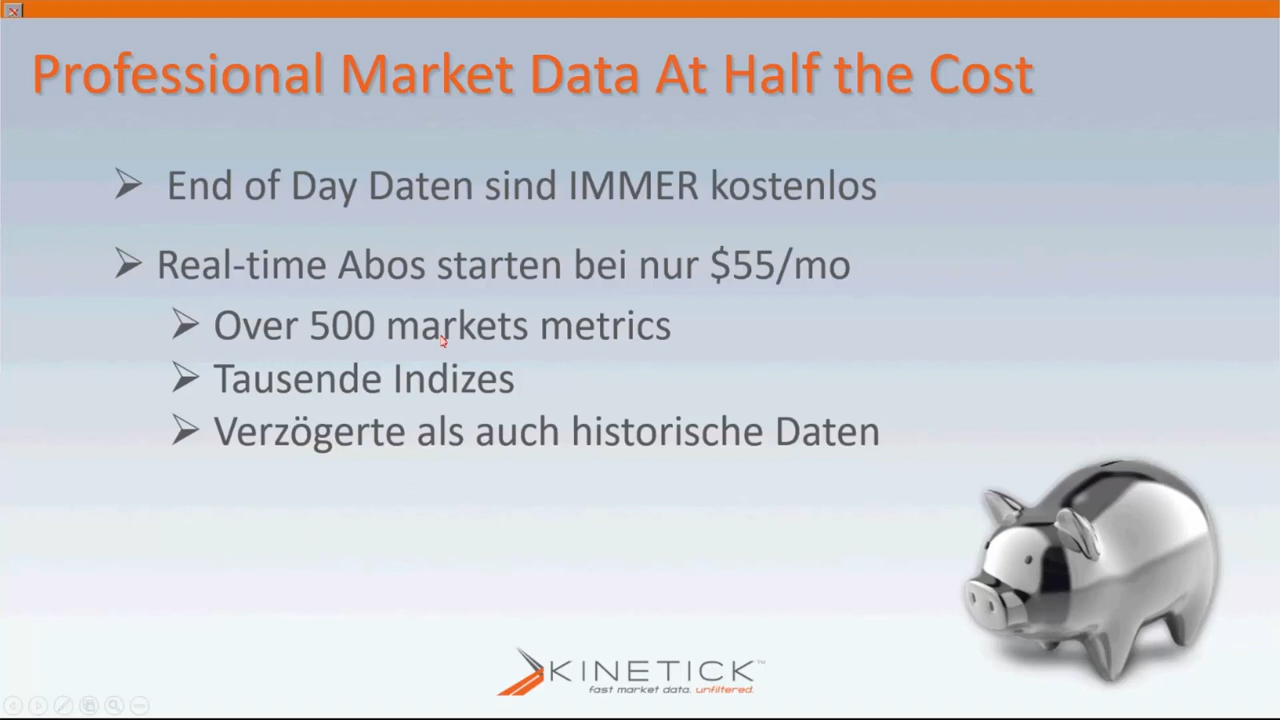 Professional Market Data At Half the Cost
End of Day Daten sind IMMER kostenlos
Real-time Abos starten bei nur $55/mo
Over 500 markets metrics
Tausende Indizes
Verzögerte als auch historische Daten
KINETICK™
fast market data. unfiltered.